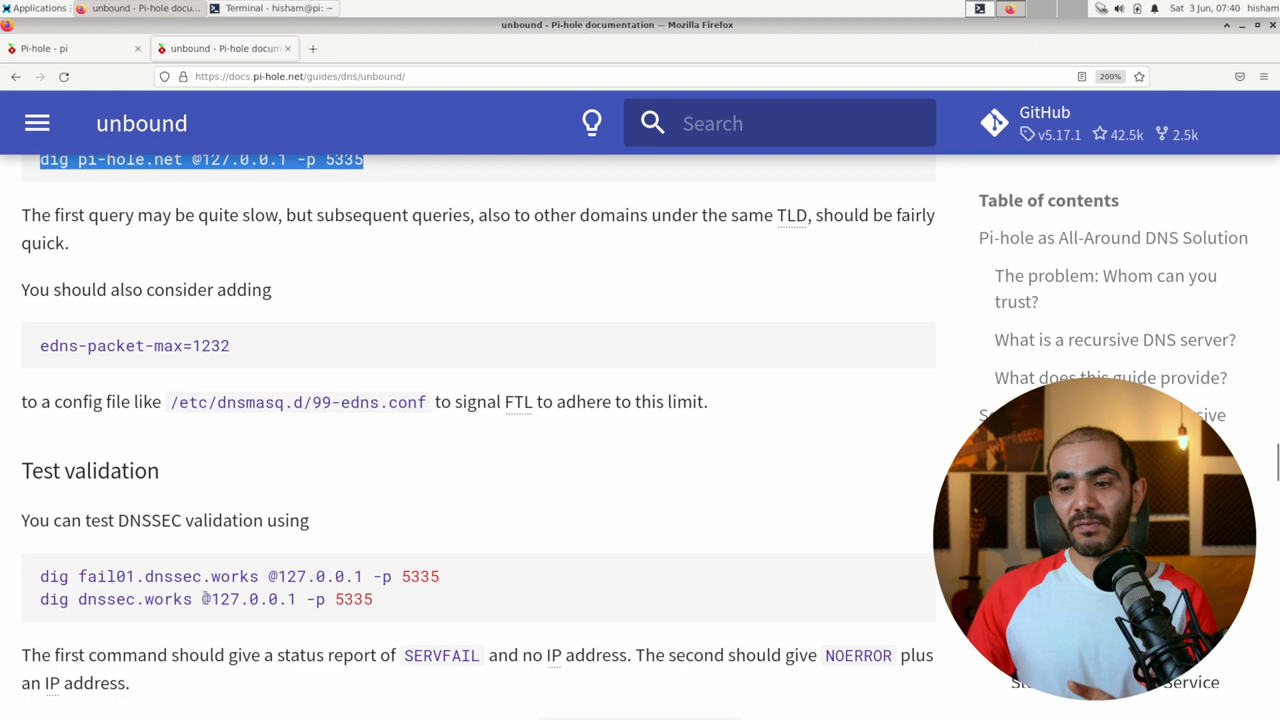 Applications
unbound - Pi-hole docu...
Terminal - hisham@pi: ~
Sat 3 Jun, 07:40 hisham
unbound - Pi-hole documentation — Mozilla Firefox
Pi-hole - pi
unbound - Pi-hole docum
https://docs.pi-hole.net/guides/dns/unbound/
200%
unbound
Search
GitHub
v5.17.1 42.5k 2.5k
dig pi-hole.net @127.0.0.1 -p 5335
The first query may be quite slow, but subsequent queries, also to other domains under the same TLD, should be fairly
quick.
You should also consider adding
edns-packet-max=1232
to a config file like /etc/dnsmasq.d/99-edns.conf to signal FTL to adhere to this limit.
Test validation
You can test DNSSEC validation using
dig fail01.dnssec.works @127.0.0.1 -p 5335
dig dnssec.works @127.0.0.1 -p 5335
The first command should give a status report of SERVFAIL and no IP address. The second should give NOERROR plus
an IP address.
Table of contents
Pi-hole as All-Around DNS Solution
The problem: Whom can you
trust?
What is a recursive DNS server?
What does this guide provide?